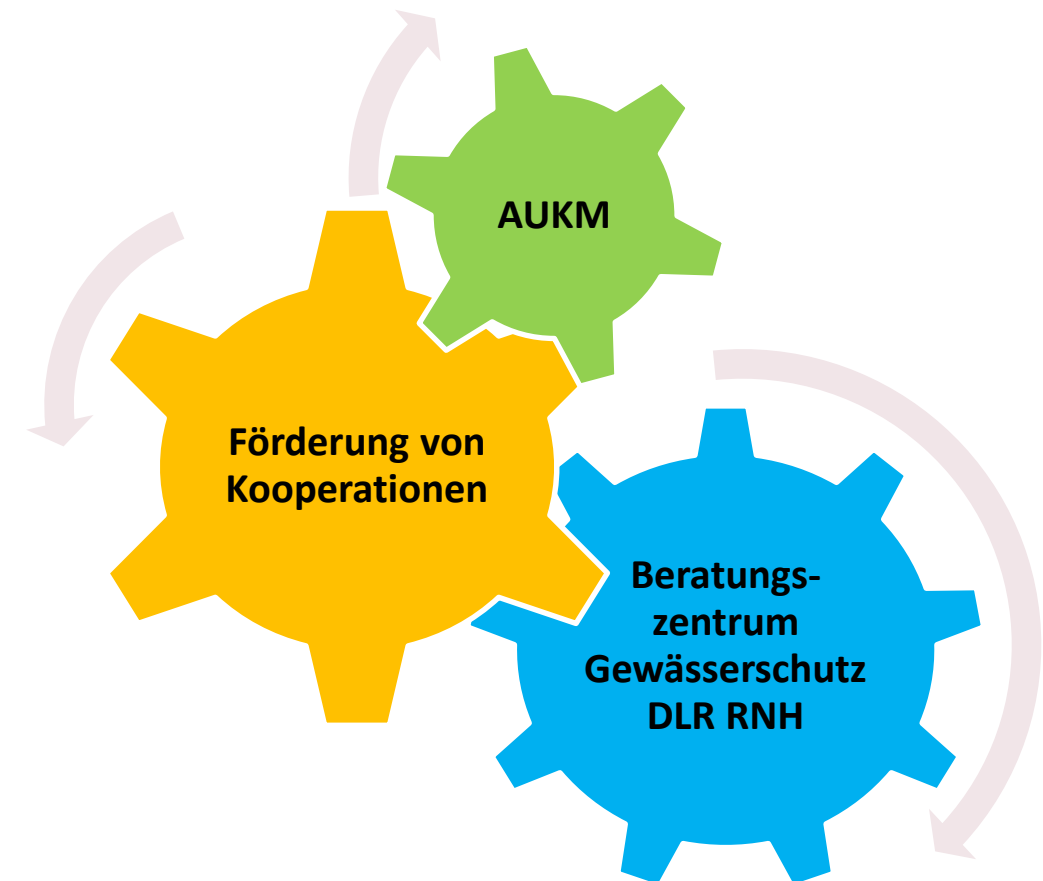 AUKM
Förderung von
Kooperationen
Beratungs-
zentrum
Gewässerschutz
DLR RNH